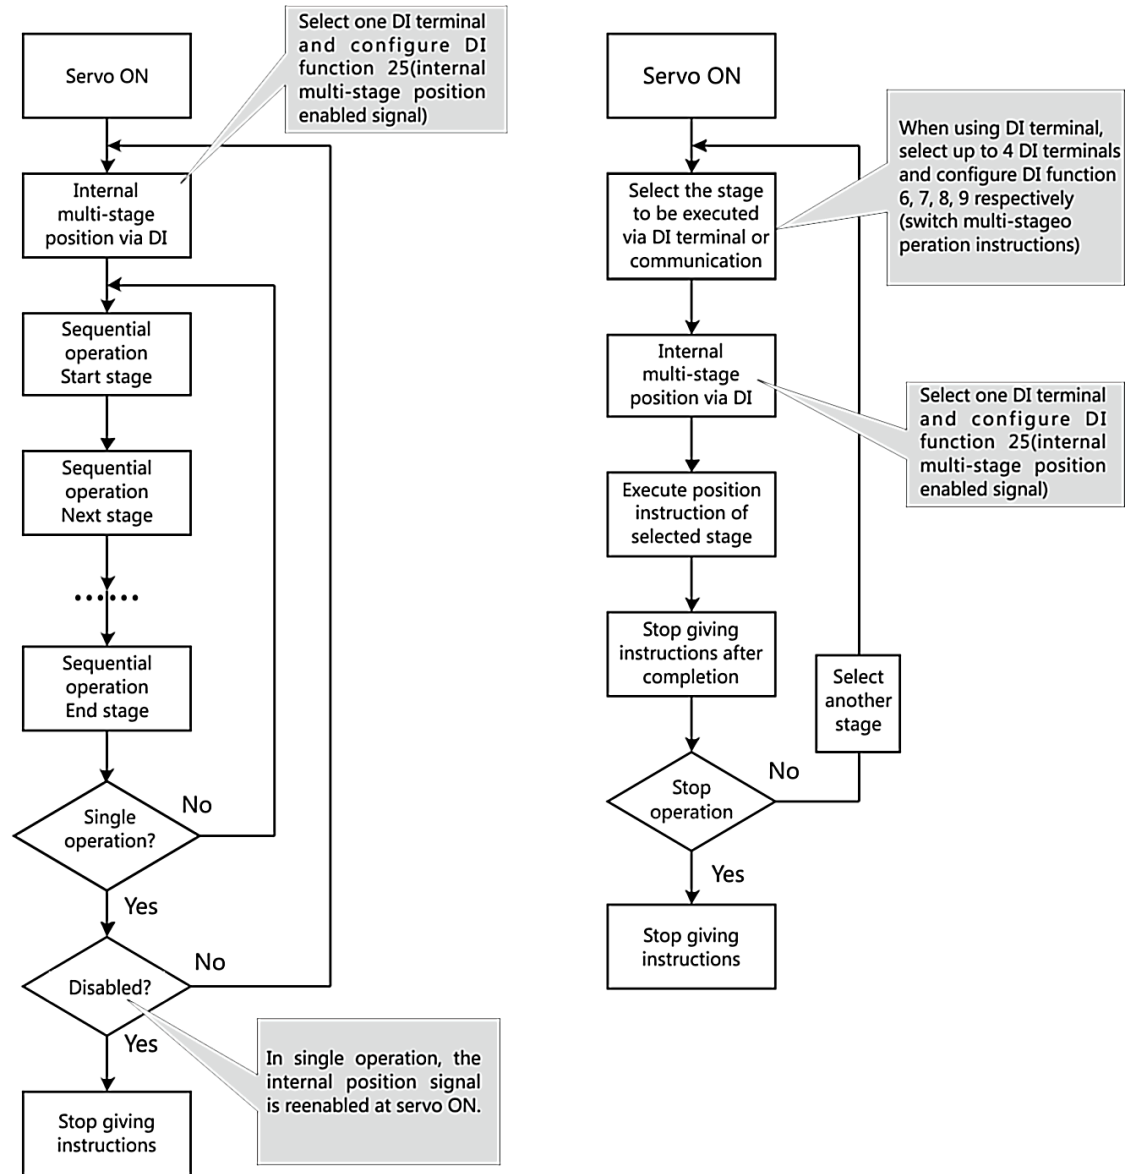 Servo ON
Select one DI terminal
and configure DI
function 25(internal
multi-stage position
enabled signal)
Internal
multi-stage
position via DI
Sequential
operation
Start stage
Sequential
operation
Next stage
......
Sequential
operation
End stage
Single
operation?
No
Yes
Disabled?
No
Yes
In single operation, the
internal position signal
is reenabled at servo ON.
Stop giving
instructions
Servo ON
When using DI terminal,
select up to 4 DI terminals
and configure DI function
6, 7, 8, 9 respectively
(switch multi-stageo
peration instructions)
Select the stage
to be executed
via DI terminal or
communication
Internal
multi-stage
position via DI
Select one DI terminal
and configure DI
function 25(internal
multi-stage position
enabled signal)
Execute position
instruction of
selected stage
Stop giving
instructions after
completion
Select
another
stage
Stop
operation
No
Yes
Stop giving
instructions